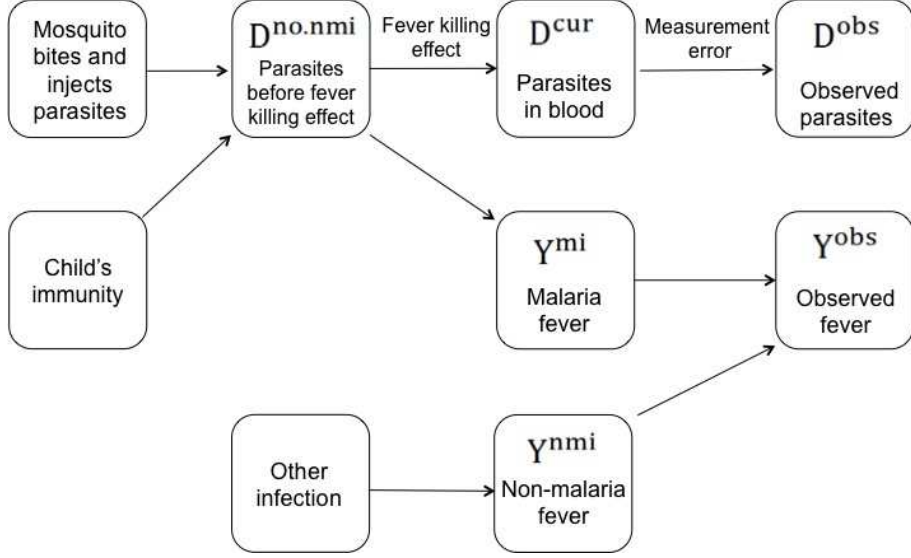 Mosquito
bites and
injects
parasites
D^no.nmi
Parasites
before fever
killing effect
Fever killing
effect
D^cur
Parasites
in blood
Measurement
error
D^obs
Observed
parasites
Child's
immunity
Y^mi
Malaria
fever
Y^obs
Observed
fever
Other
infection
Y^nmi
Non-malaria
fever